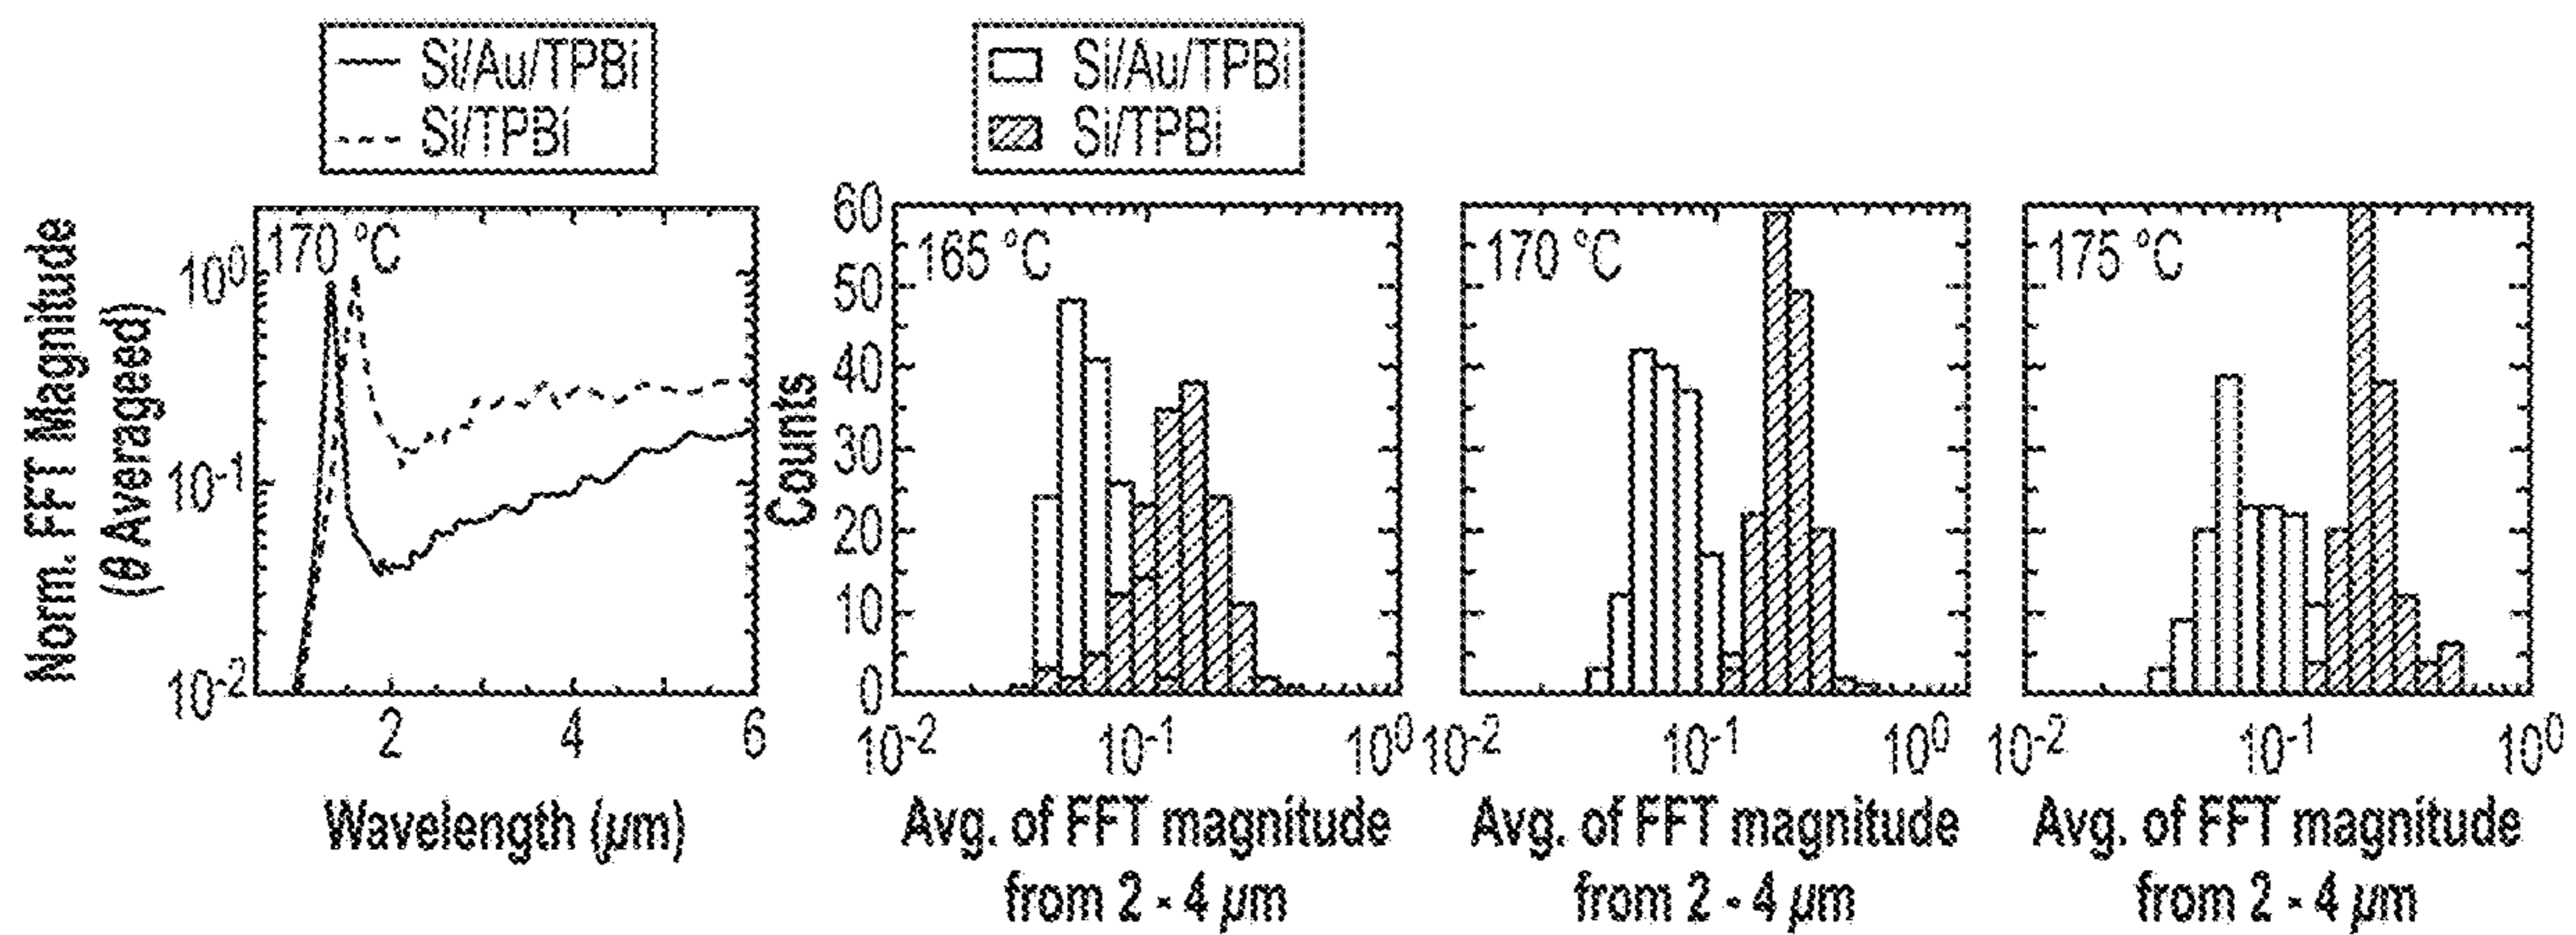 Si/Au/TPBi
Si/TPBi
Si/Au/TPBi
Si/TPBi
Norm. FFT Magnitude
(θ Averageed)
170 °C
10⁰
10⁻¹
10⁻²
2 4 6
Wavelength (µm)
Counts
60
50
40
30
20
10
0
165 °C
10⁻² 10⁻¹ 10⁰
Avg. of FFT magnitude
from 2 - 4 µm
170 °C
10⁻² 10⁻¹ 10⁰
Avg. of FFT magnitude
from 2 - 4 µm
175 °C
10⁻² 10⁻¹ 10⁰
Avg. of FFT magnitude
from 2 - 4 µm